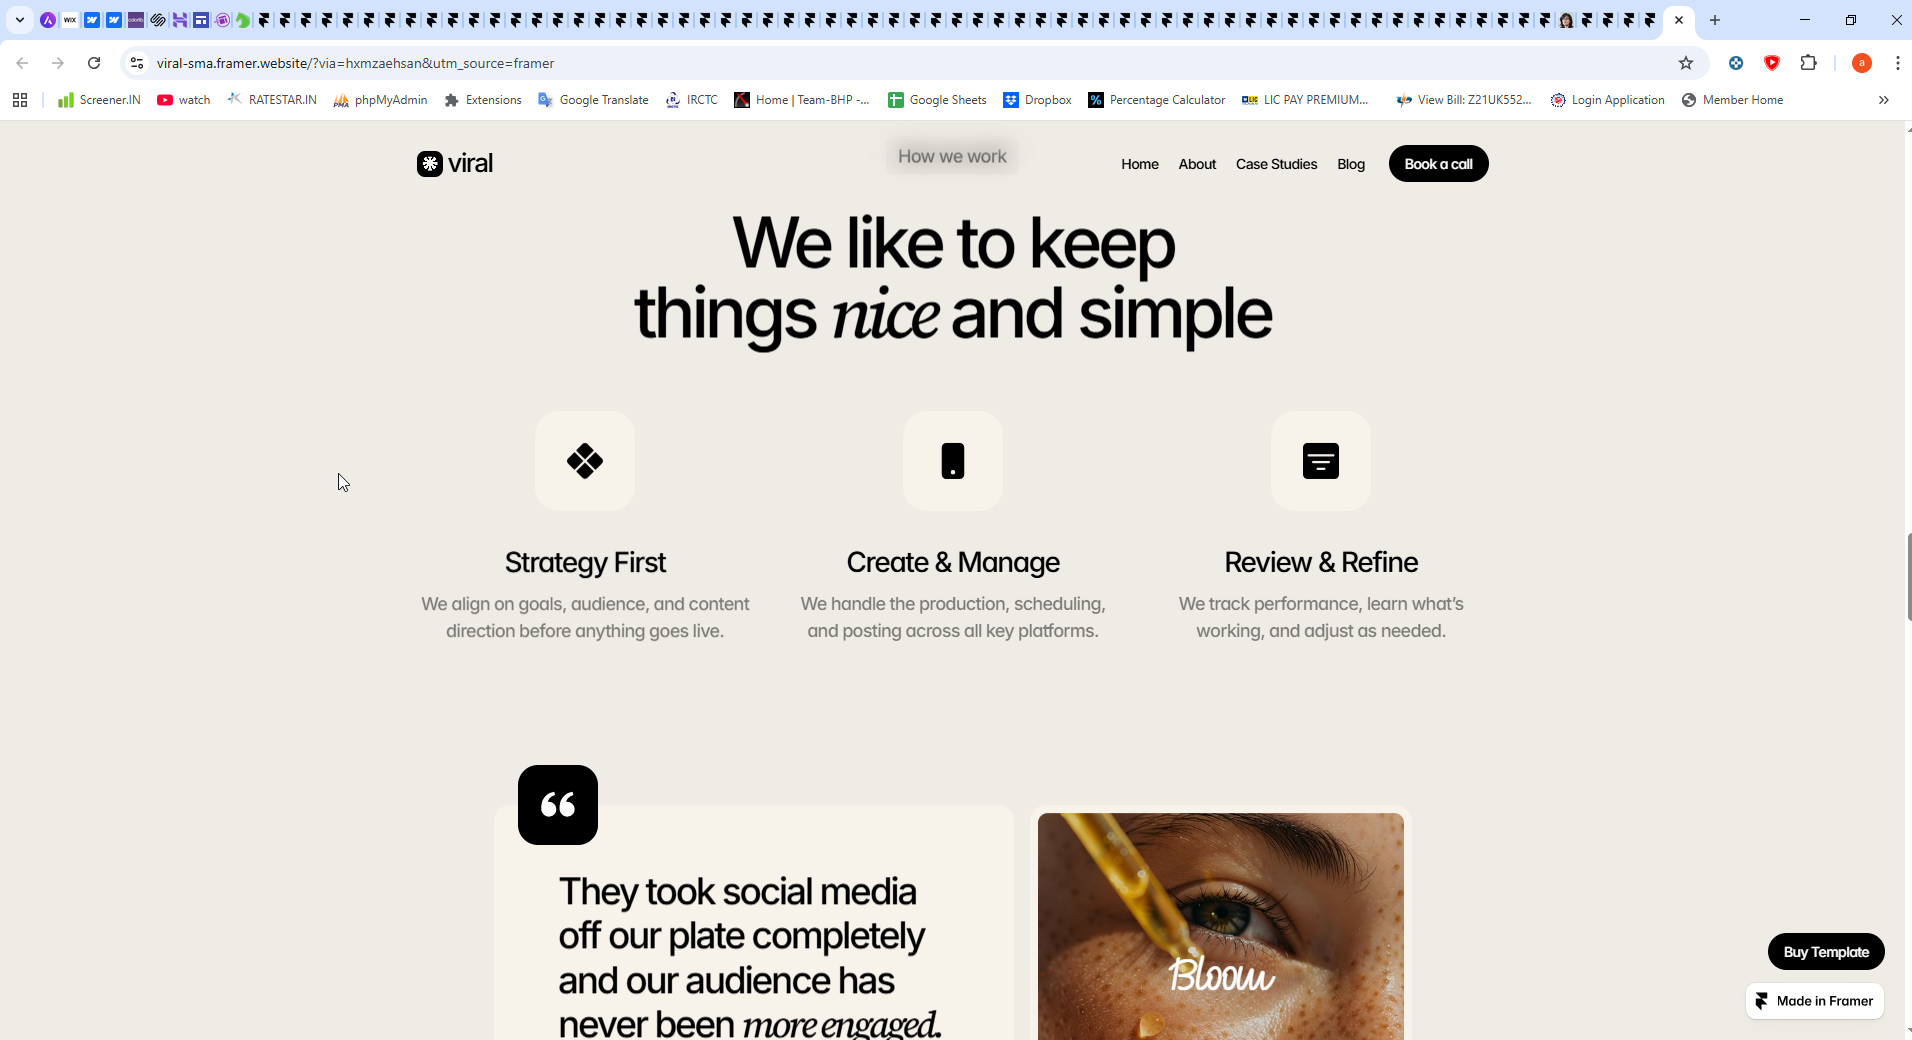 WIX
viral-sma.framer.website/?via=hxmzaehsan&utm_source=framer
a
Screener.IN
watch
RATESTAR.IN
PMA
phpMyAdmin
Extensions
Google Translate
IRCTC
Home | Team-BHP -...
Google Sheets
Dropbox
%
Percentage Calculator
LIC PAY PREMIUM...
View Bill: Z21UK552...
Login Application
Member Home
viral
How we work
Home
About
Case Studies
Blog
Book a call
We like to keep
things nice and simple
Strategy First
We align on goals, audience, and content
direction before anything goes live.
Create & Manage
We handle the production, scheduling,
and posting across all key platforms.
Review & Refine
We track performance, learn what’s
working, and adjust as needed.
“
They took social media
off our plate completely
and our audience has
never been more engaged.
Bloom
Buy Template
Made in Framer